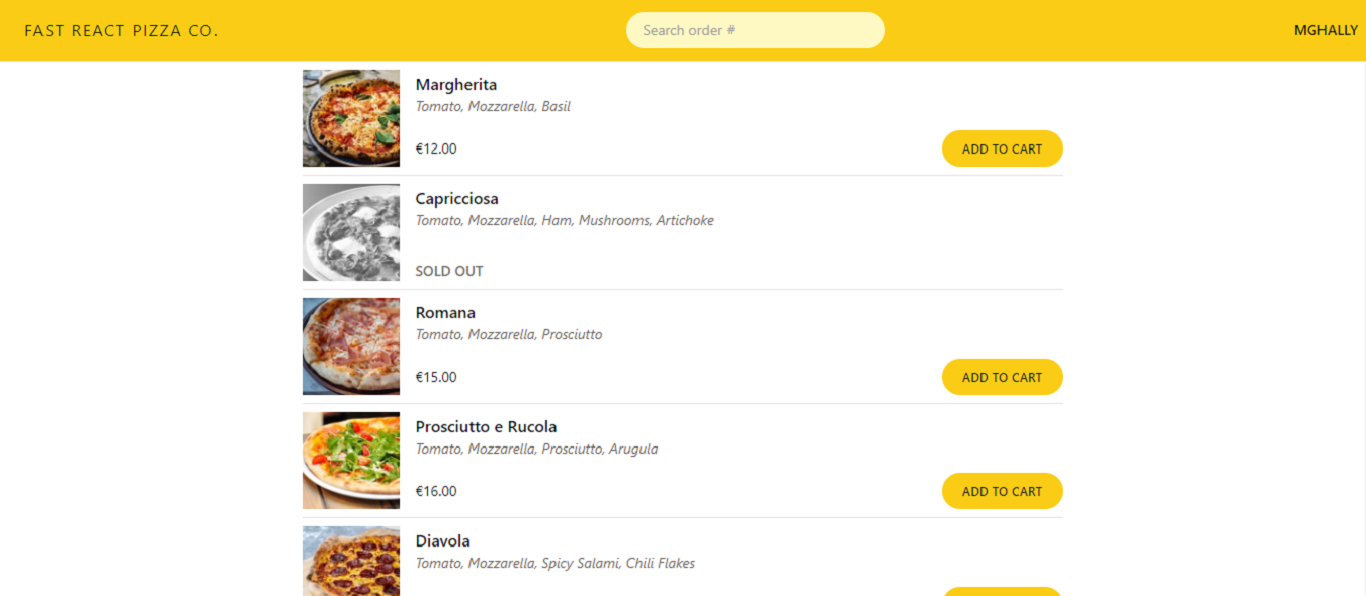 FAST REACT PIZZA CO.
Search order #
MGHALLY
Margherita
Tomato, Mozzarella, Basil
€12.00
ADD TO CART
Capricciosa
Tomato, Mozzarella, Ham, Mushrooms, Artichoke
SOLD OUT
Romana
Tomato, Mozzarella, Prosciutto
€15.00
ADD TO CART
Prosciutto e Rucola
Tomato, Mozzarella, Prosciutto, Arugula
€16.00
ADD TO CART
Diavola
Tomato, Mozzarella, Spicy Salami, Chili Flakes